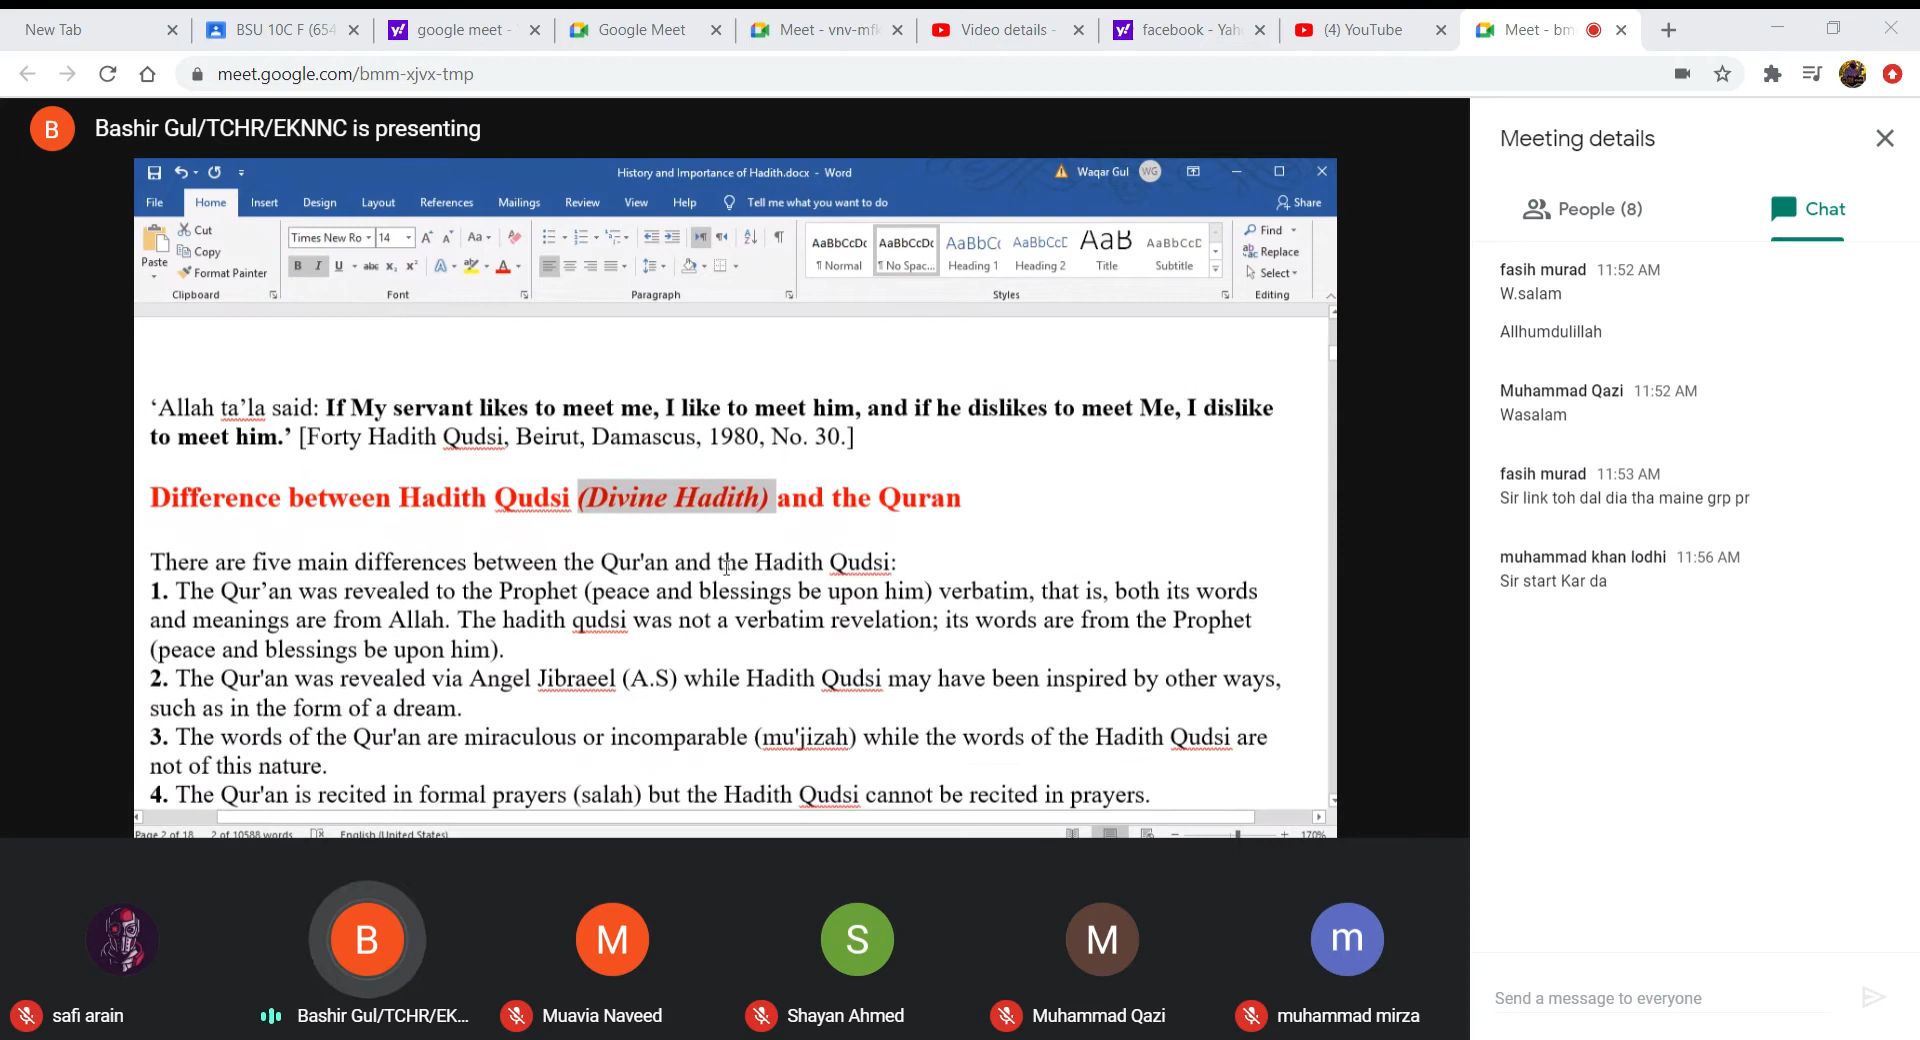 New Tab
BSU 10C F (654
google meet -
Google Meet
Meet - vnv-mfk
Video details -
facebook - Yah
(4) YouTube
Meet - bm
meet.google.com/bmm-xjvx-tmp
B
Bashir Gul/TCHR/EKNNC is presenting
History and Importance of Hadith.docx - Word
Waqar Gul
WG
File Home Insert Design Layout References Mailings Review View Help Tell me what you want to do Share
Paste
Cut
Copy
Format Painter
Clipboard
Times New Ro 14
Aa
B I U abc x₂ x² A A
Font
Paragraph
AaBbCcDc AaBbCcDc AaBbCc AaBbCcE AaB AaBbCcE
¶ Normal ¶ No Spac... Heading 1 Heading 2 Title Subtitle
Styles
Find
Replace
Select
Editing
‘Allah ta’la said: If My servant likes to meet me, I like to meet him, and if he dislikes to meet Me, I dislike
to meet him.’ [Forty Hadith Qudsi, Beirut, Damascus, 1980, No. 30.]
Difference between Hadith Qudsi (Divine Hadith) and the Quran
There are five main differences between the Qur'an and the Hadith Qudsi:
1. The Qur’an was revealed to the Prophet (peace and blessings be upon him) verbatim, that is, both its words
and meanings are from Allah. The hadith qudsi was not a verbatim revelation; its words are from the Prophet
(peace and blessings be upon him).
2. The Qur'an was revealed via Angel Jibraeel (A.S) while Hadith Qudsi may have been inspired by other ways,
such as in the form of a dream.
3. The words of the Qur'an are miraculous or incomparable (mu'jizah) while the words of the Hadith Qudsi are
not of this nature.
4. The Qur'an is recited in formal prayers (salah) but the Hadith Qudsi cannot be recited in prayers.
Page 2 of 18 2 of 10588 words English (United States) 170%
B M S M m
safi arain
Bashir Gul/TCHR/EK...
Muavia Naveed
Shayan Ahmed
Muhammad Qazi
muhammad mirza
Meeting details
People (8)
Chat
fasih murad 11:52 AM
W.salam
Allhumdulillah
Muhammad Qazi 11:52 AM
Wasalam
fasih murad 11:53 AM
Sir link toh dal dia tha maine grp pr
muhammad khan lodhi 11:56 AM
Sir start Kar da
Send a message to everyone